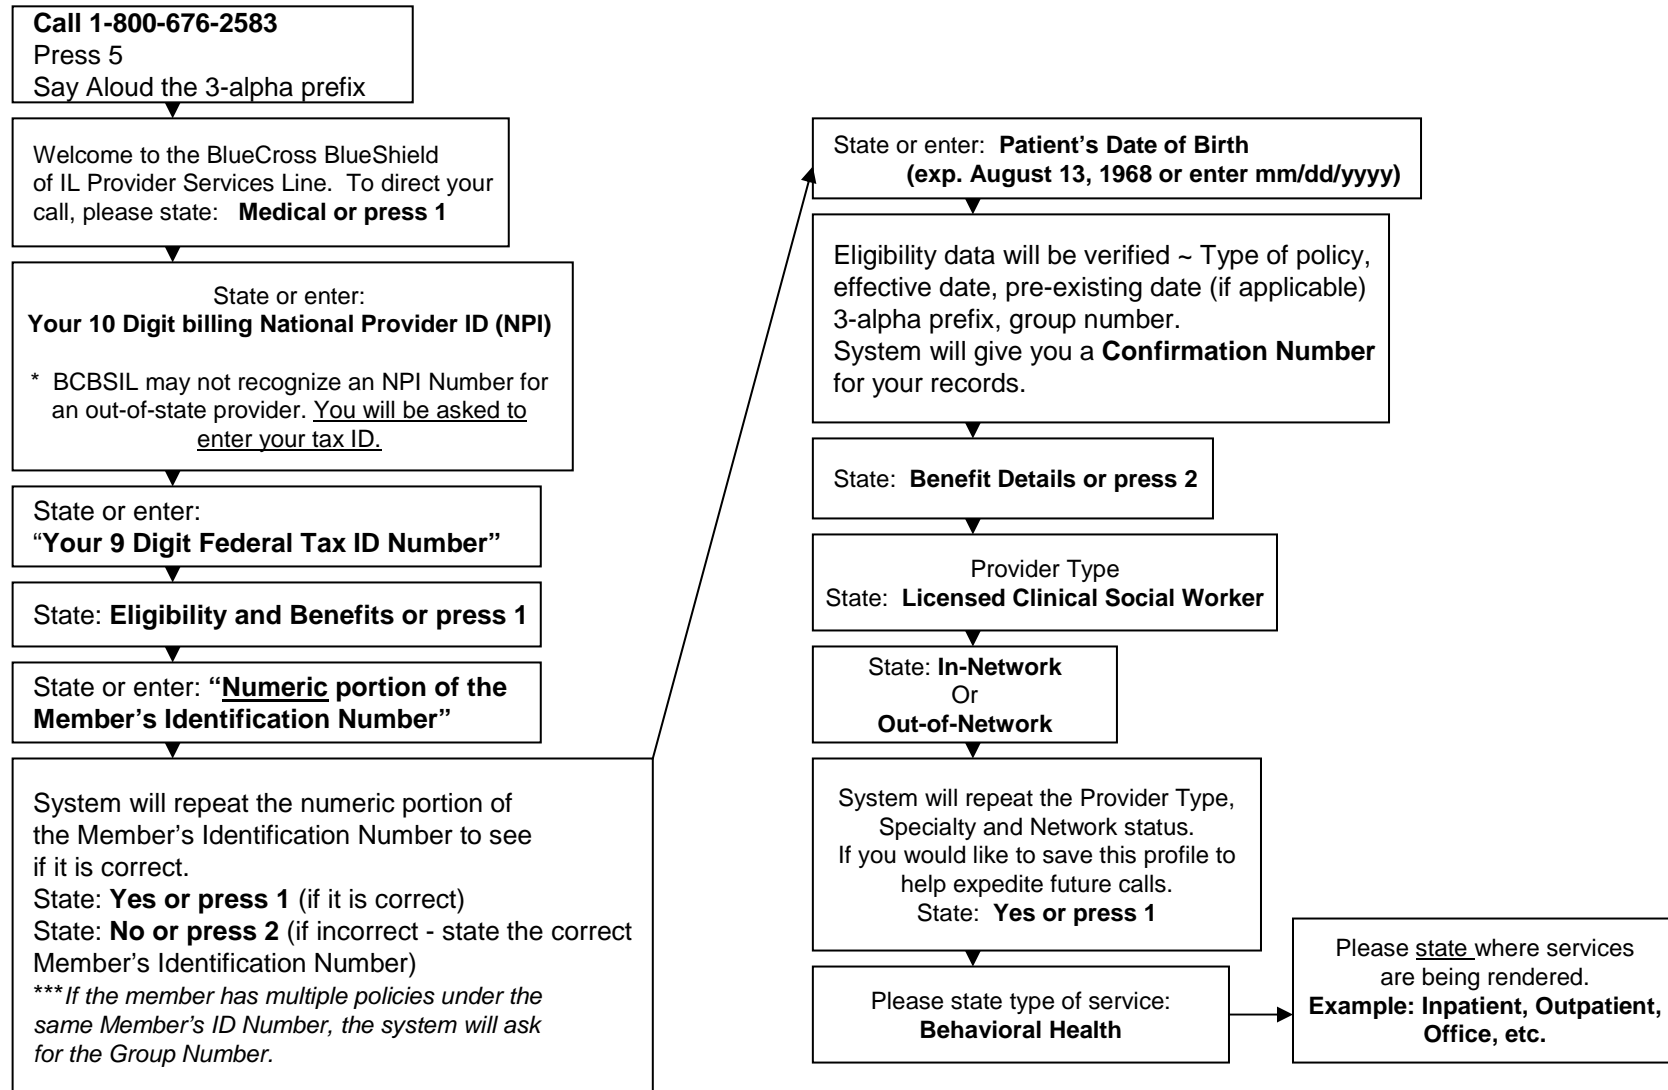 Call 1-800-676-2583
Press 5
Say Aloud the 3-alpha prefix
Welcome to the BlueCross BlueShield
of IL Provider Services Line. To direct your
call, please state: Medical or press 1
State or enter:
Your 10 Digit billing National Provider ID (NPI)
* BCBSIL may not recognize an NPI Number for
an out-of-state provider. You will be asked to
enter your tax ID.
State or enter:
“Your 9 Digit Federal Tax ID Number”
State: Eligibility and Benefits or press 1
State or enter: “Numeric portion of the
Member’s Identification Number”
System will repeat the numeric portion of
the Member’s Identification Number to see
if it is correct.
State: Yes or press 1 (if it is correct)
State: No or press 2 (if incorrect - state the correct
Member’s Identification Number)
***If the member has multiple policies under the
same Member’s ID Number, the system will ask
for the Group Number.
State or enter: Patient’s Date of Birth
(exp. August 13, 1968 or enter mm/dd/yyyy)
Eligibility data will be verified ~ Type of policy,
effective date, pre-existing date (if applicable)
3-alpha prefix, group number.
System will give you a Confirmation Number
for your records.
State: Benefit Details or press 2
Provider Type
State: Licensed Clinical Social Worker
State: In-Network
Or
Out-of-Network
System will repeat the Provider Type,
Specialty and Network status.
If you would like to save this profile to
help expedite future calls.
State: Yes or press 1
Please state type of service:
Behavioral Health
Please state where services
are being rendered.
Example: Inpatient, Outpatient,
Office, etc.